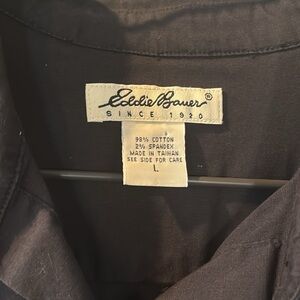 Eddie Bauer®
SINCE 1920
98% COTTON
2% SPANDEX
MADE IN TAIWAN
SEE SIDE FOR CARE
L